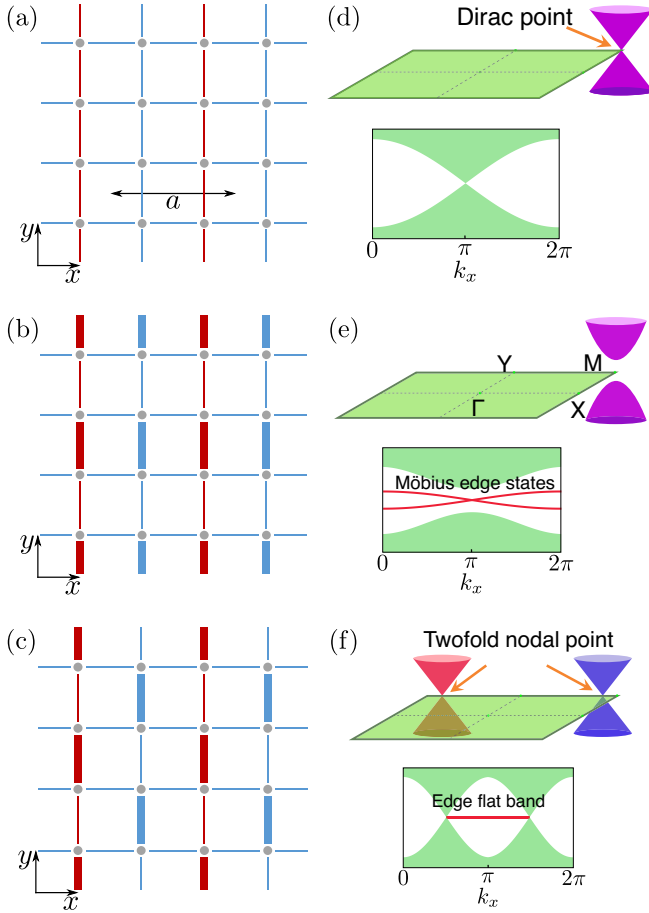 (a)
a
y
x
(d)
Dirac point
0
π
2π
k_x
(b)
y
x
(e)
Y
M
Γ
X
Möbius edge states
0
π
2π
k_x
(c)
y
x
(f)
Twofold nodal point
Edge flat band
0
π
2π
k_x